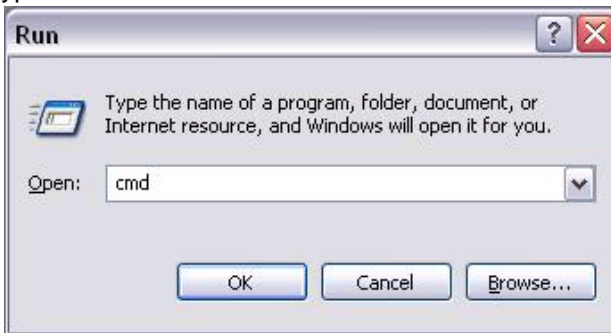 Run
Type the name of a program, folder, document, or
Internet resource, and Windows will open it for you.
Open: cmd
OK Cancel Browse...